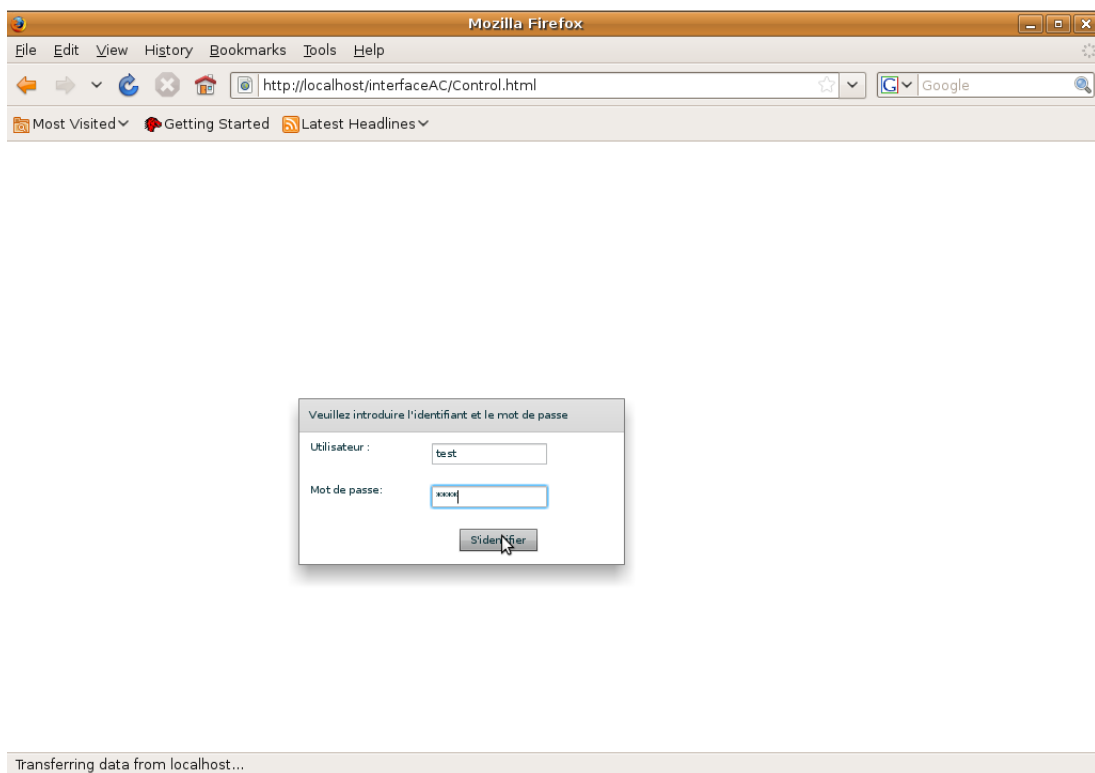 Mozilla Firefox
File Edit View History Bookmarks Tools Help
http://localhost/interfaceAC/Control.html
G Google
Most Visited Getting Started Latest Headlines
Veuillez introduire l'identifiant et le mot de passe
Utilisateur : test
Mot de passe: ****
S'identifier
Transferring data from localhost...